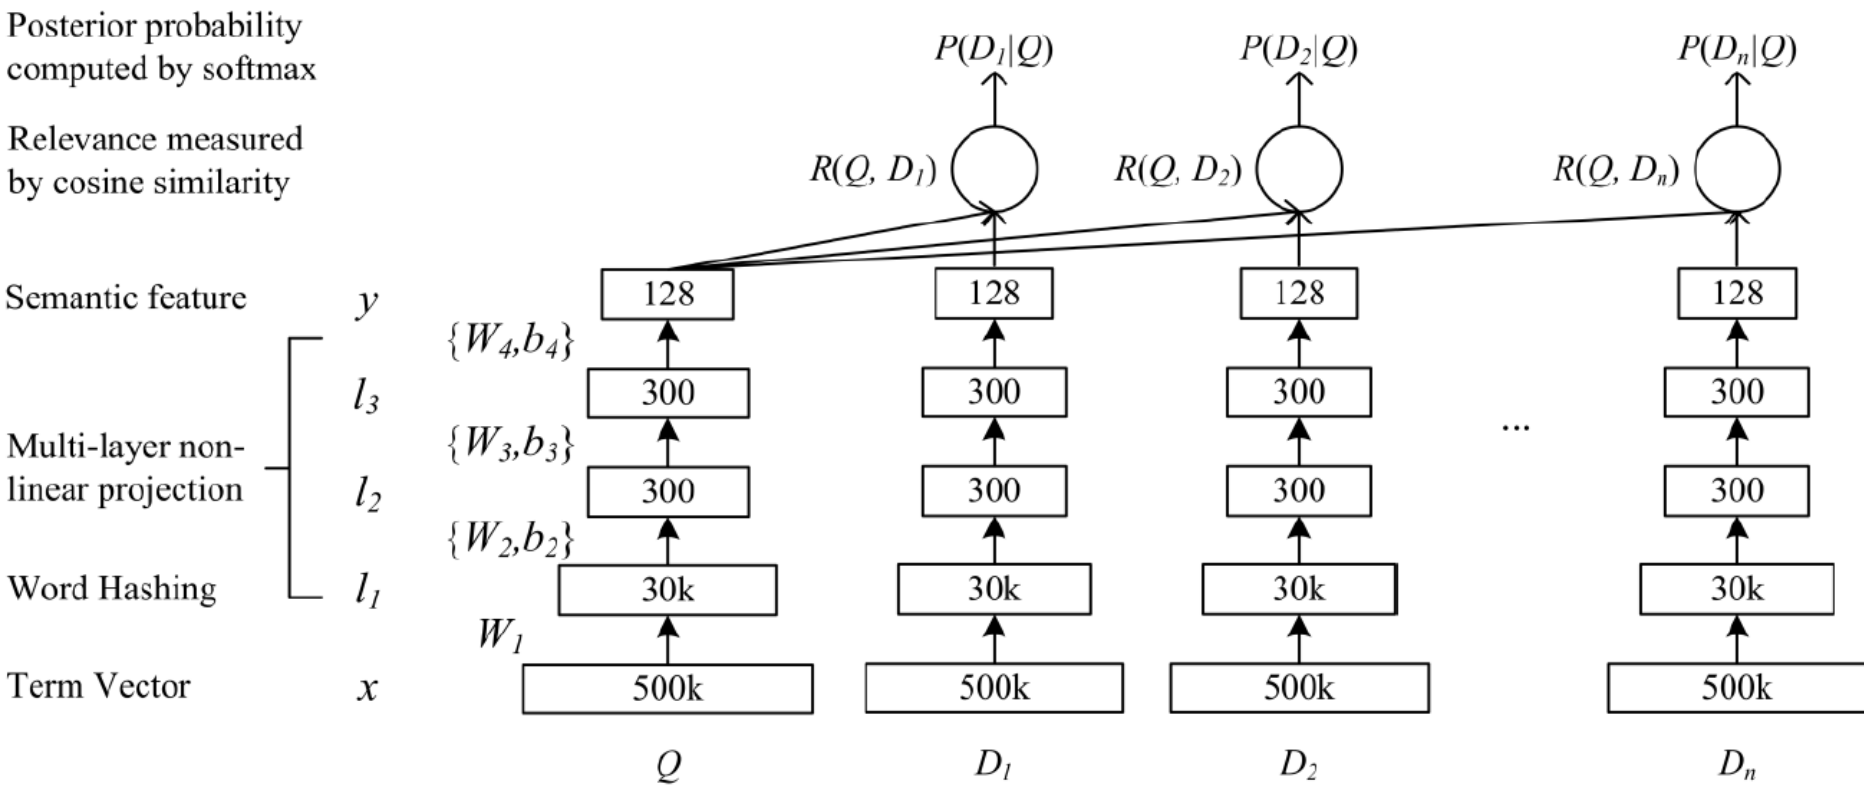 Posterior probability
computed by softmax
P(D₁|Q) P(D₂|Q) P(Dₙ|Q)
Relevance measured
by cosine similarity
R(Q, D₁) R(Q, D₂) R(Q, Dₙ)
Semantic feature y 128 128 128 128
{W₄,b₄}
l₃ 300 300 300 300
...
Multi-layer non-
linear projection
{W₃,b₃}
l₂ 300 300 300 300
{W₂,b₂}
Word Hashing l₁ 30k 30k 30k 30k
W₁
Term Vector x 500k 500k 500k 500k
Q D₁ D₂ Dₙ